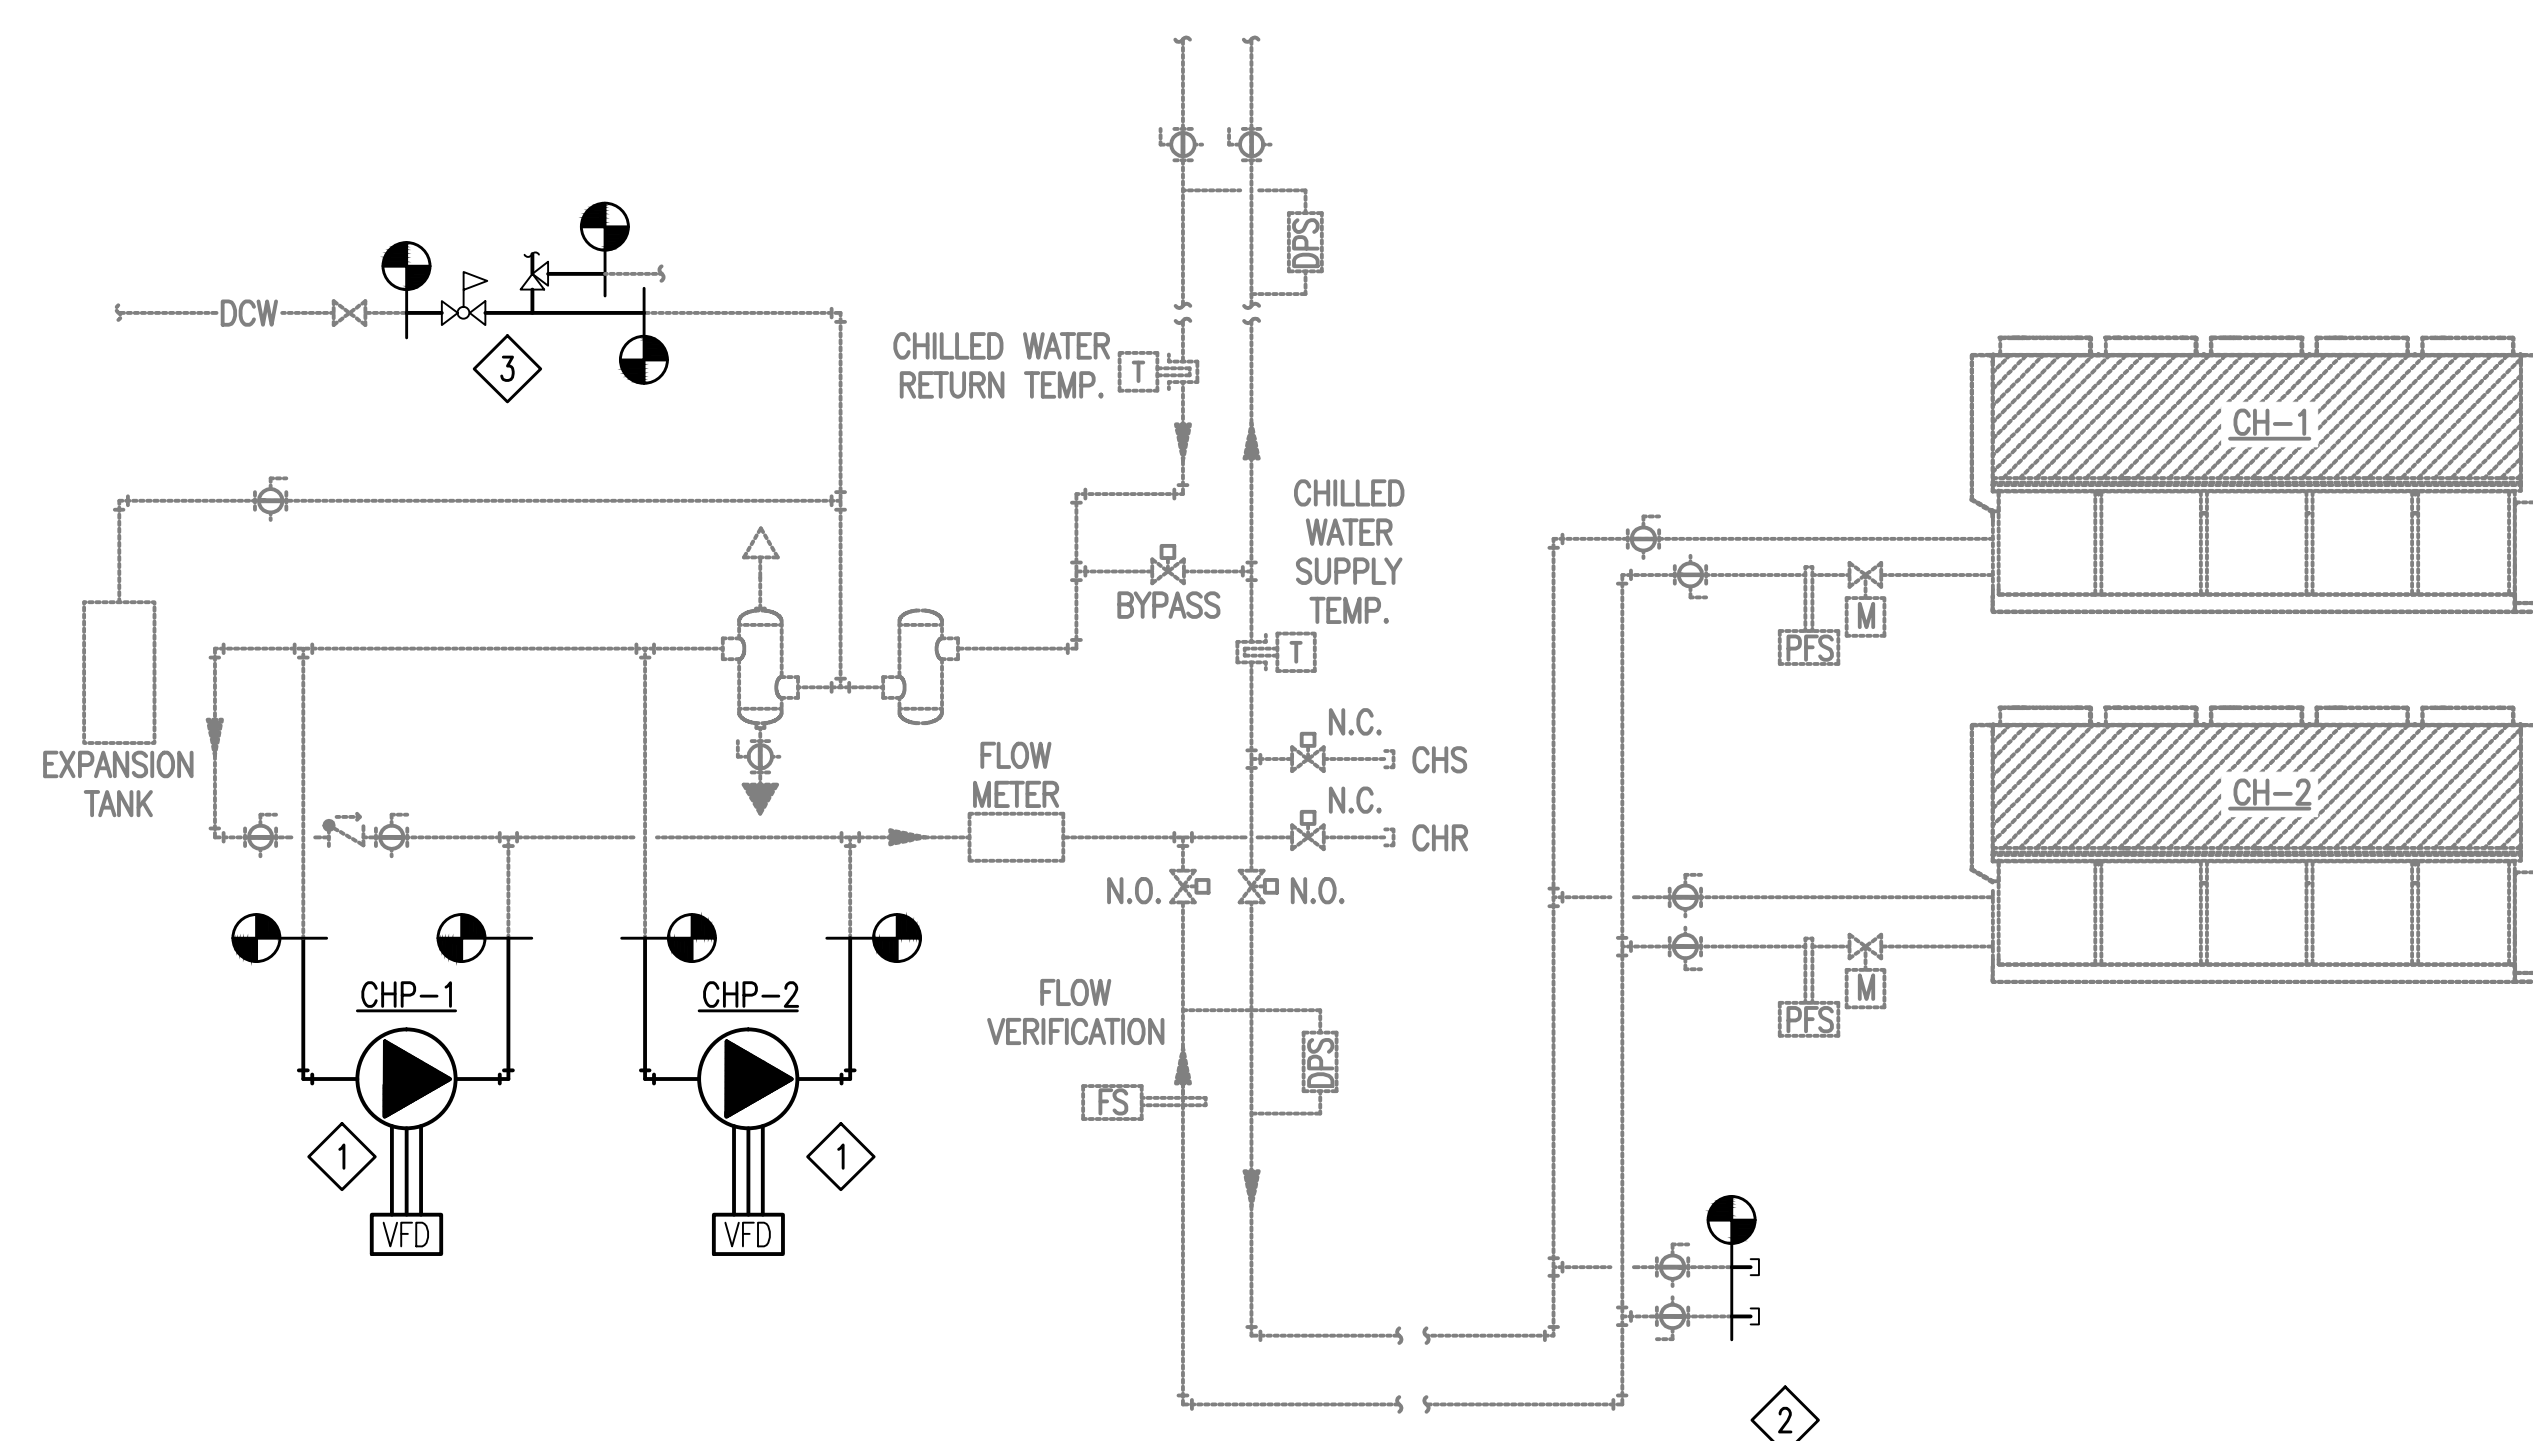 DPS
DCW
CHILLED WATER
RETURN TEMP.
T
3
CH-1
CHILLED
WATER
SUPPLY
TEMP.
BYPASS
M
PFS
T
EXPANSION
TANK
FLOW
METER
N.C.
CHS
N.C.
CHR
CH-2
N.O.
N.O.
M
PFS
CHP-1
CHP-2
FLOW
VERIFICATION
DPS
FS
1
1
VFD
VFD
2